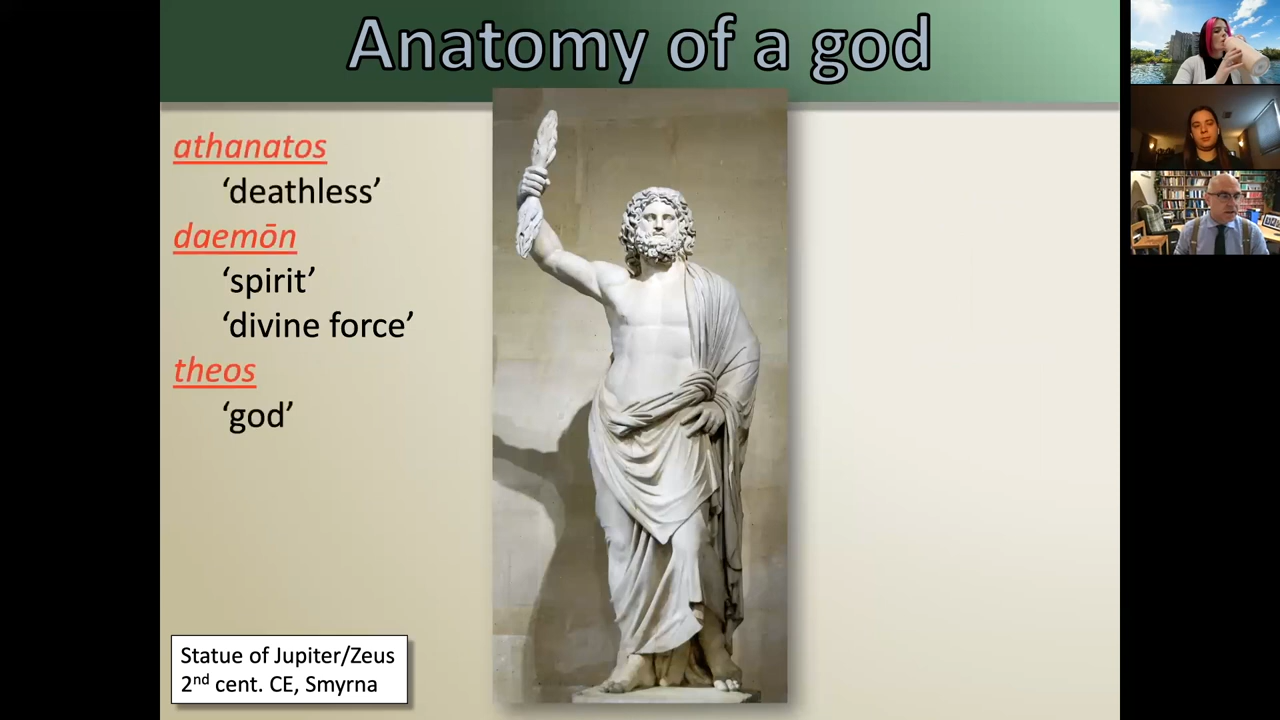 Anatomy of a god
athanatos
‘deathless’
daemōn
‘spirit’
‘divine force’
theos
‘god’
Statue of Jupiter/Zeus
2nd cent. CE, Smyrna